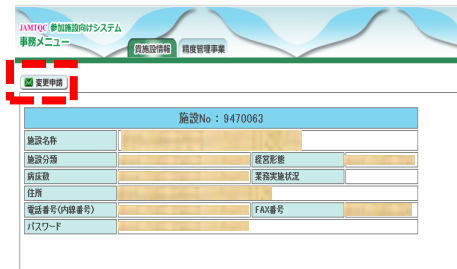 JAMTQC 参加施設向けシステム
事務メニュー
貴施設情報 精度管理事業
変更申請
施設No：9470063
施設名称
施設分類 経営形態
病床数 業務実施状況
住所
電話番号(内線番号) FAX番号
パスワード